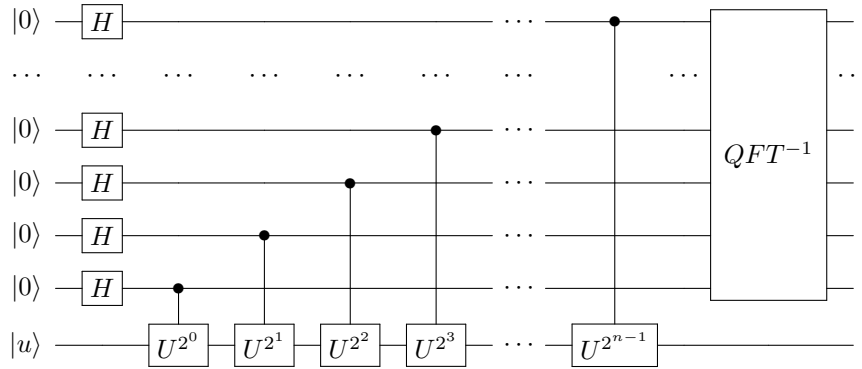 |0⟩ H ···
··· ··· ··· ··· ··· ··· ··· ··· ··
|0⟩ H ···
QFT⁻¹
|0⟩ H ···
|0⟩ H ···
|0⟩ H
|u⟩ U^{2^0} U^{2^1} U^{2^2} U^{2^3} ··· U^{2^{n−1}}